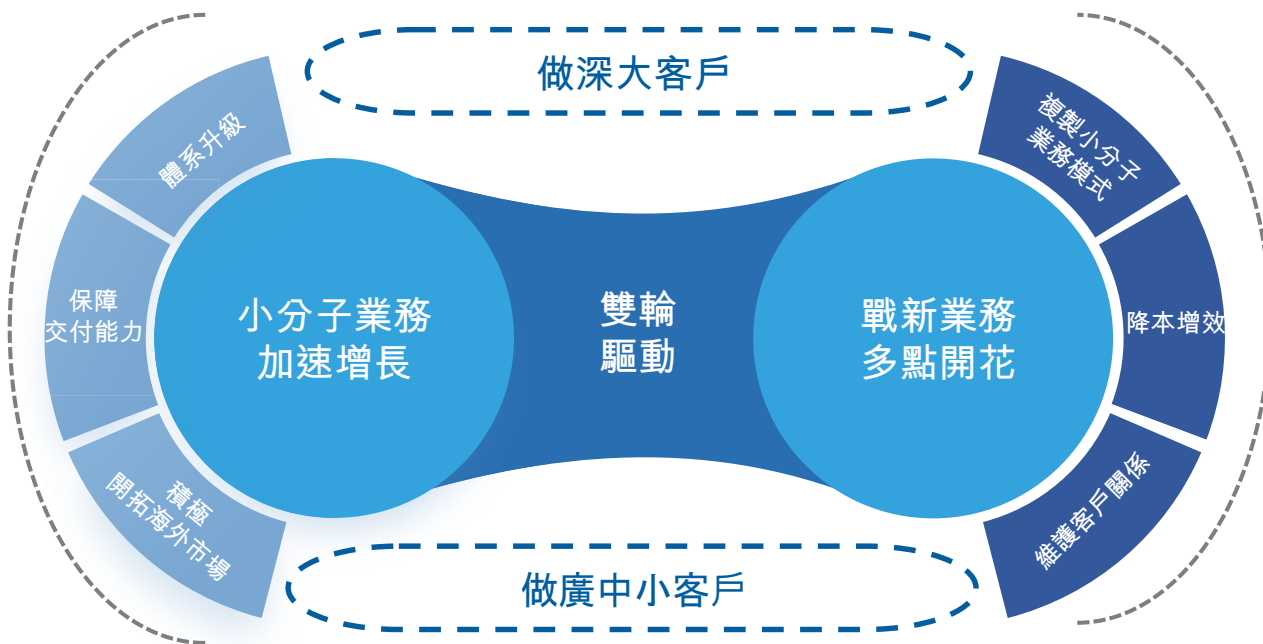 做深大客戶
體系升級
保障
交付能力
積極
開拓海外市場
小分子業務
加速增長
雙輪
驅動
戰新業務
多點開花
複製小分子
業務模式
降本增效
維護客戶關係
做廣中小客戶